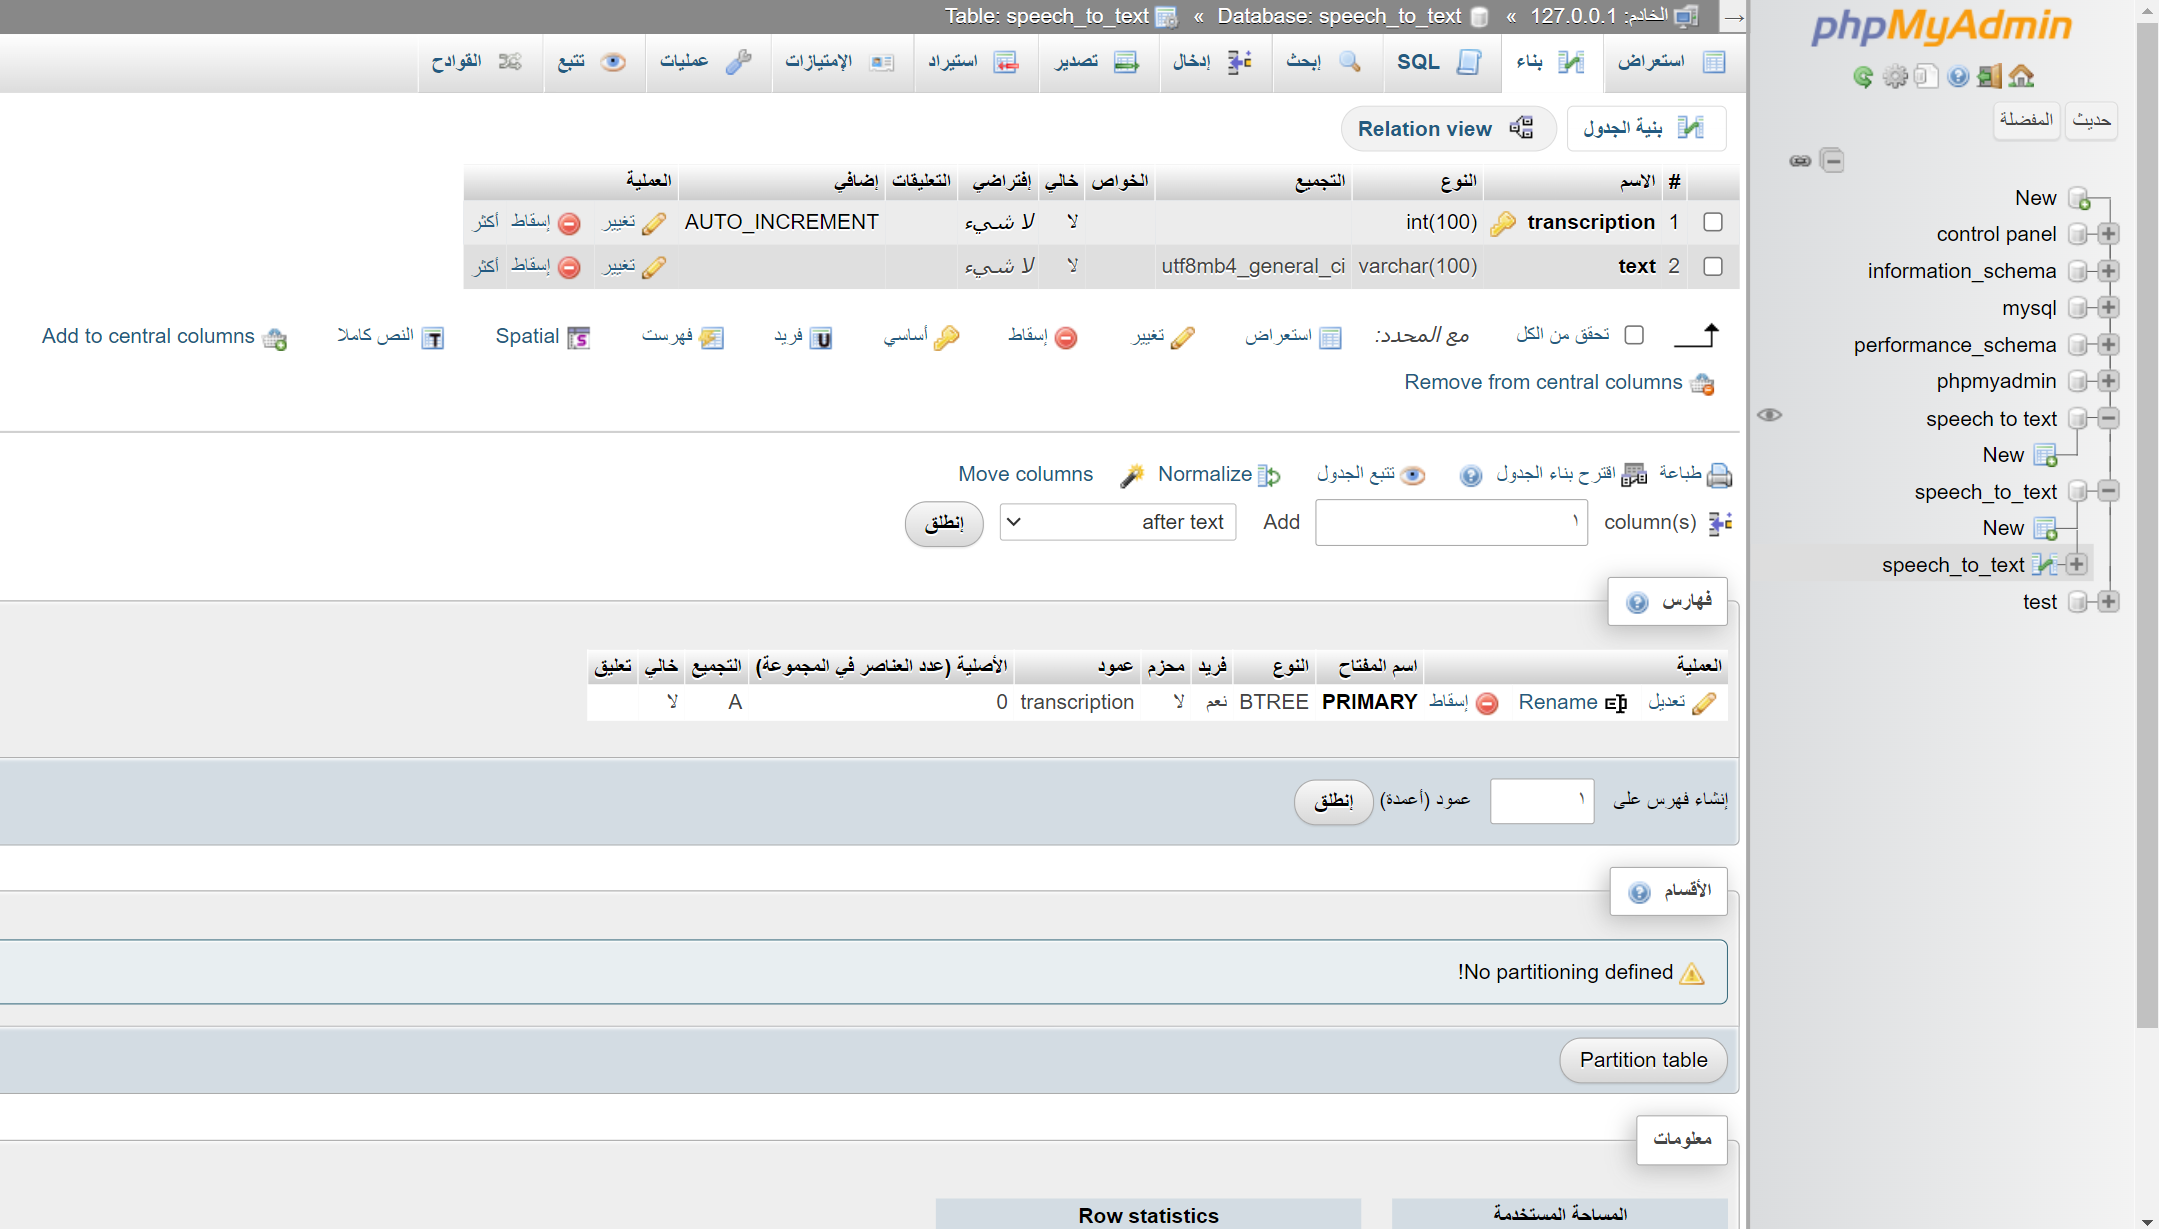 الخادم: 127.0.0.1 » Database: speech_to_text » Table: speech_to_text
استعراض
بناء
SQL
إبحث
إدخال
تصدير
استيراد
الإمتيازات
عمليات
تتبع
القوادح
بنية الجدول
Relation view
# الاسم النوع التجميع الخواص خالي إفتراضي التعليقات إضافي العملية
1 transcription int(100) لا لا شيء AUTO_INCREMENT تغيير إسقاط أكثر
2 text varchar(100) utf8mb4_general_ci لا لا شيء تغيير إسقاط أكثر
تحقق من الكل مع المحدد: استعراض تغيير إسقاط أساسي فريد فهرست Spatial النص كاملا Add to central columns
Remove from central columns
طباعة اقترح بناء الجدول تتبع الجدول Normalize Move columns
column(s) ١ Add after text إنطلق
فهارس
العملية اسم المفتاح النوع فريد محزم عمود الأصلية (عدد العناصر في المجموعة) التجميع خالي تعليق
تعديل Rename إسقاط PRIMARY BTREE نعم لا transcription 0 A لا
إنشاء فهرس على ١ عمود (أعمدة) إنطلق
الأقسام
No partitioning defined!
Partition table
معلومات
المساحة المستخدمة
Row statistics
phpMyAdmin
حديث المفضلة
New
control panel
information_schema
mysql
performance_schema
phpmyadmin
speech to text
New
speech_to_text
New
speech_to_text
test